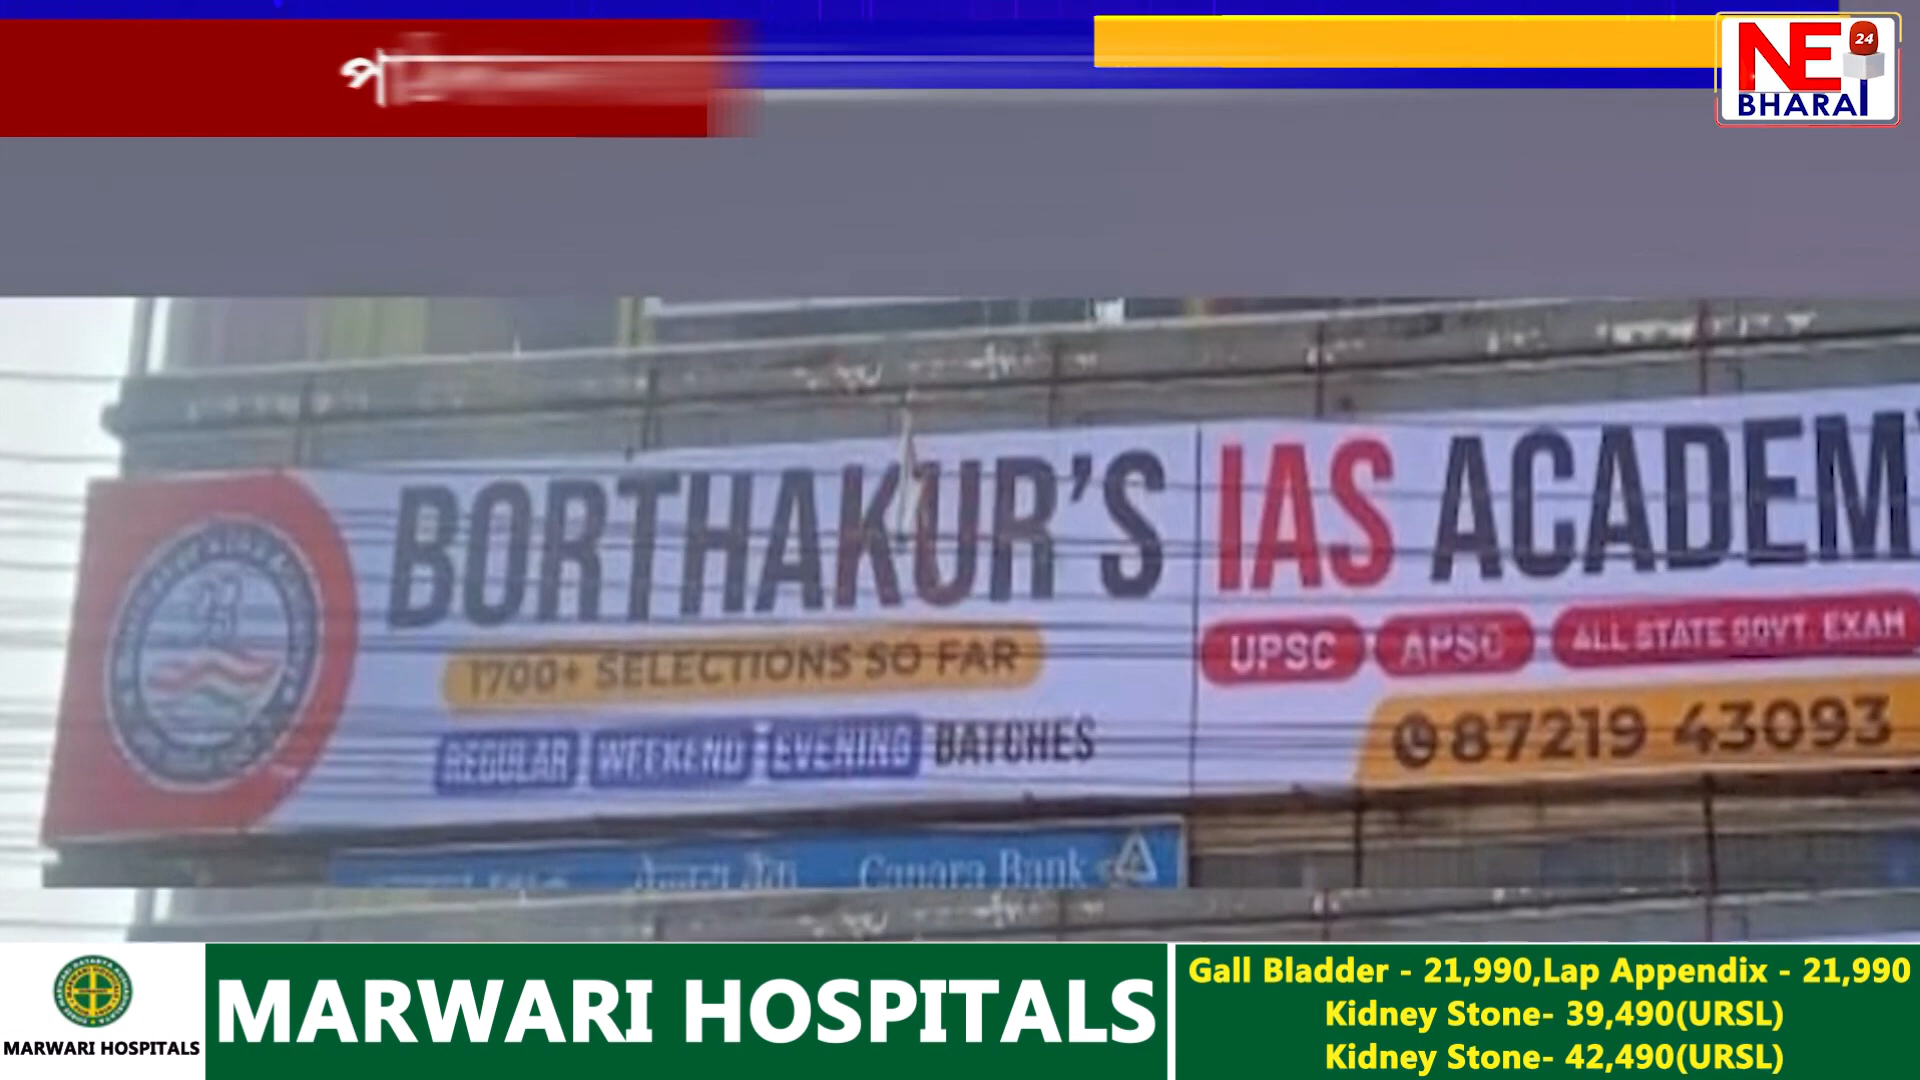 NE 24
BHARAT
BORTHAKUR'S IAS ACADEMY
1700+ SELECTIONS SO FAR
UPSC APSC ALL STATE GOVT. EXAM
REGULAR WEEKEND EVENING BATCHES
87219 43093
Canara Bank
MARWARI HOSPITALS
MARWARI HOSPITALS
Gall Bladder - 21,990,Lap Appendix - 21,990
Kidney Stone- 39,490(URSL)
Kidney Stone- 42,490(URSL)